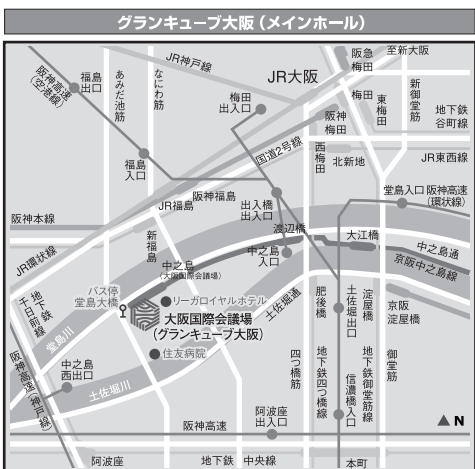 グランキューブ大阪（メインホール）
至新大阪
阪急
梅田
JR神戸線
JR大阪
阪神高速
(空港線)
福島
出口
あみだ池筋
なにわ筋
梅田
出入口
梅田
東梅田
新御堂筋
地下鉄
谷町線
阪神
梅田
国道2号線
西梅田
北新地
JR東西線
福島
入口
阪神福島
JR福島
出入橋
出入口
堂島入口
阪神高速
(環状線)
阪神本線
新福島
渡辺橋
大江橋
中之島通
京阪中之島線
JR環状線
中之島
(大阪国際会議場)
中之島
入口
バス停
堂島大橋
リーガロイヤルホテル
大阪国際会議場
(グランキューブ大阪)
土佐堀通
肥後橋
土佐堀出口
淀屋橋
京阪
淀屋橋
地下鉄
千日前線
堂島川
住友病院
四つ橋筋
地下鉄四つ橋線
信濃橋入口
地下鉄御堂筋線
御堂筋
阪神高速(神戸線)
中之島
西出口
土佐堀川
阿波座
出入口
阪神高速
N
阿波座
地下鉄
中央線
本町